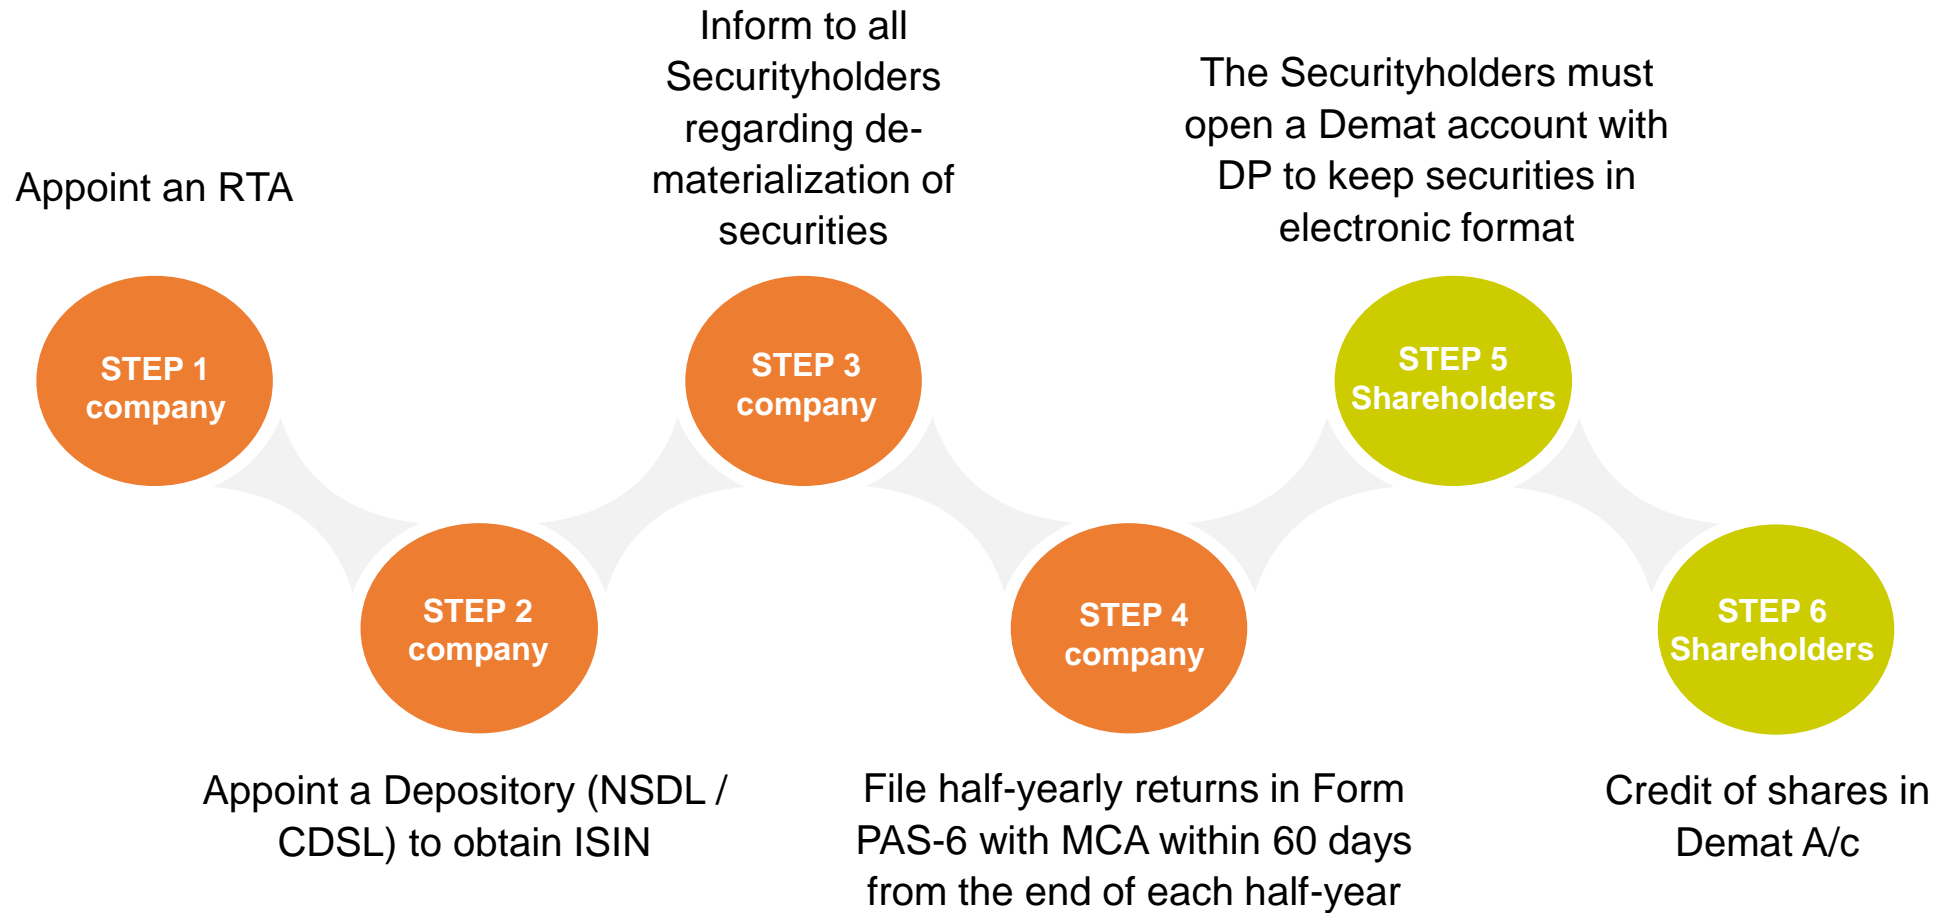 Appoint an RTA
STEP 1
company
STEP 2
company
Appoint a Depository (NSDL /
CDSL) to obtain ISIN
Inform to all
Securityholders
regarding de-
materialization of
securities
STEP 3
company
STEP 4
company
File half-yearly returns in Form
PAS-6 with MCA within 60 days
from the end of each half-year
The Securityholders must
open a Demat account with
DP to keep securities in
electronic format
STEP 5
Shareholders
STEP 6
Shareholders
Credit of shares in
Demat A/c